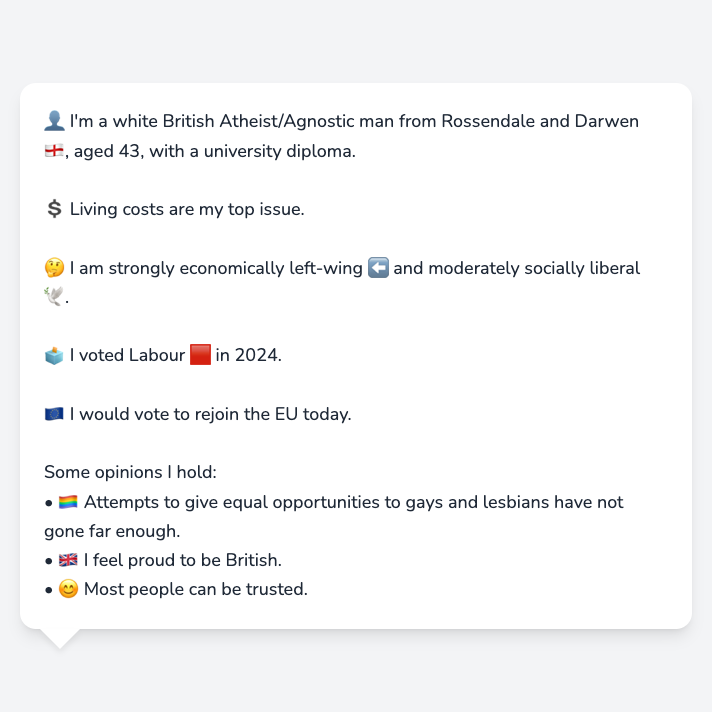 👤 I'm a white British Atheist/Agnostic man from Rossendale and Darwen
🏴󠁧󠁢󠁥󠁮󠁧󠁿, aged 43, with a university diploma.
💲 Living costs are my top issue.
🤔 I am strongly economically left-wing ⬅️ and moderately socially liberal
🕊️.
🗳️ I voted Labour 🟥 in 2024.
🇪🇺 I would vote to rejoin the EU today.
Some opinions I hold:
• 🏳️‍🌈 Attempts to give equal opportunities to gays and lesbians have not
gone far enough.
• 🇬🇧 I feel proud to be British.
• 😊 Most people can be trusted.